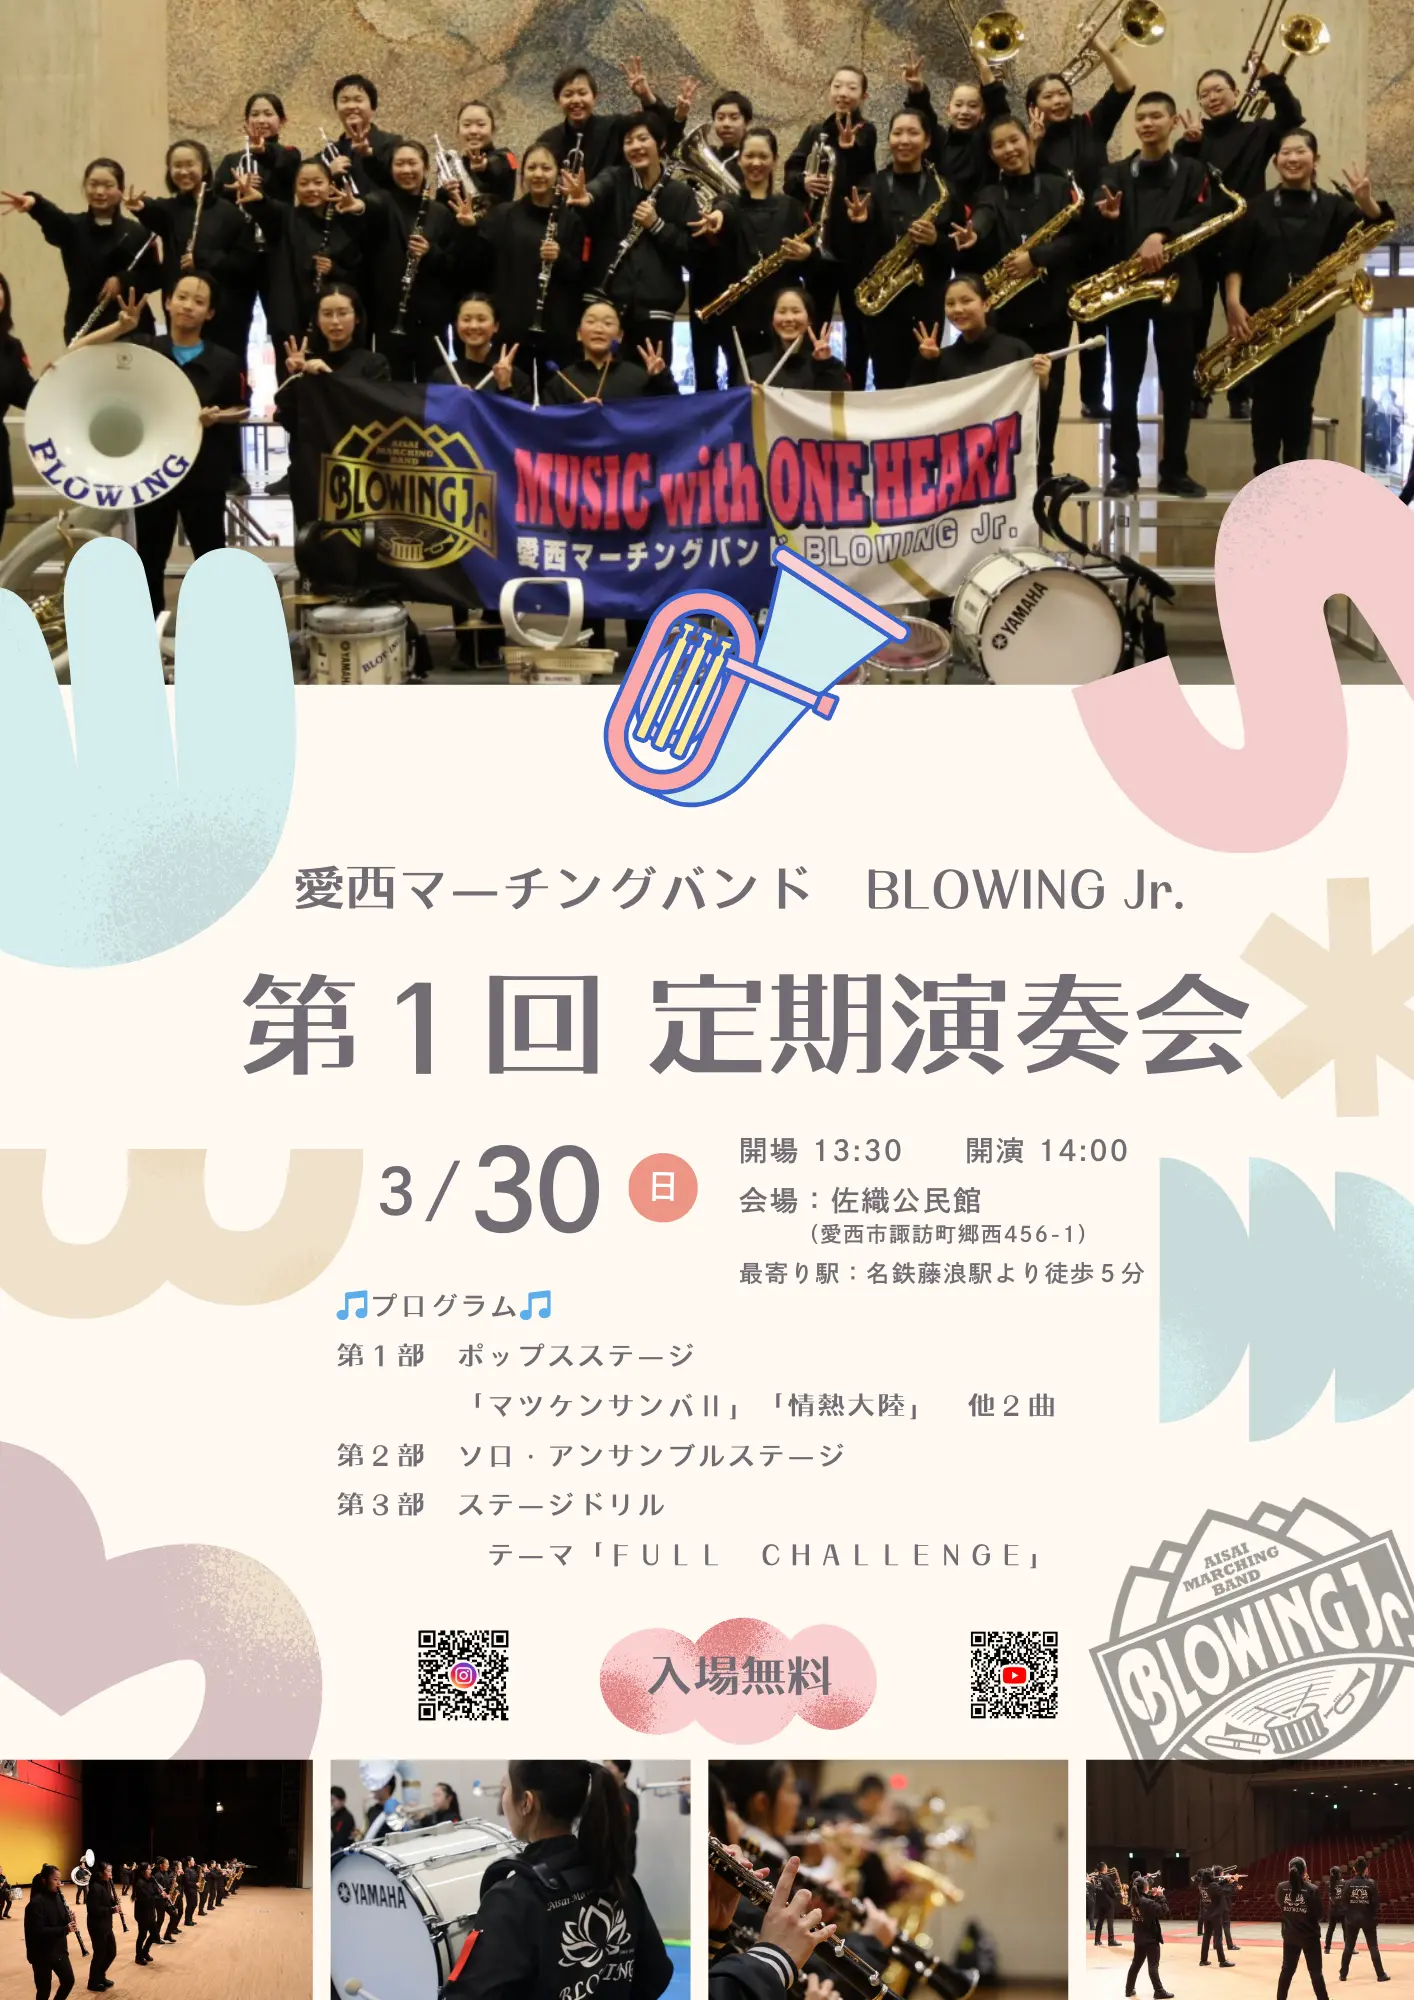 BLOWING
AISAI
MARCHING
BAND
BLOWING Jr.
MUSIC with ONE HEART
愛西マーチングバンド BLOWING Jr.
YAMAHA
YAMAHA
愛西マーチングバンド　BLOWING Jr.
第１回 定期演奏会
3/30 日
開場 13:30　開演 14:00
会場：佐織公民館
（愛西市諏訪町郷西456-1）
最寄り駅：名鉄藤浪駅より徒歩５分
🎵プログラム🎵
第１部　ポップスステージ
「マツケンサンバⅡ」「情熱大陸」　他２曲
第２部　ソロ・アンサンブルステージ
第３部　ステージドリル
テーマ「ＦＵＬＬ　ＣＨＡＬＬＥＮＧＥ」
入場無料
AISAI
MARCHING
BAND
BLOWING Jr.
YAMAHA
BLOWING